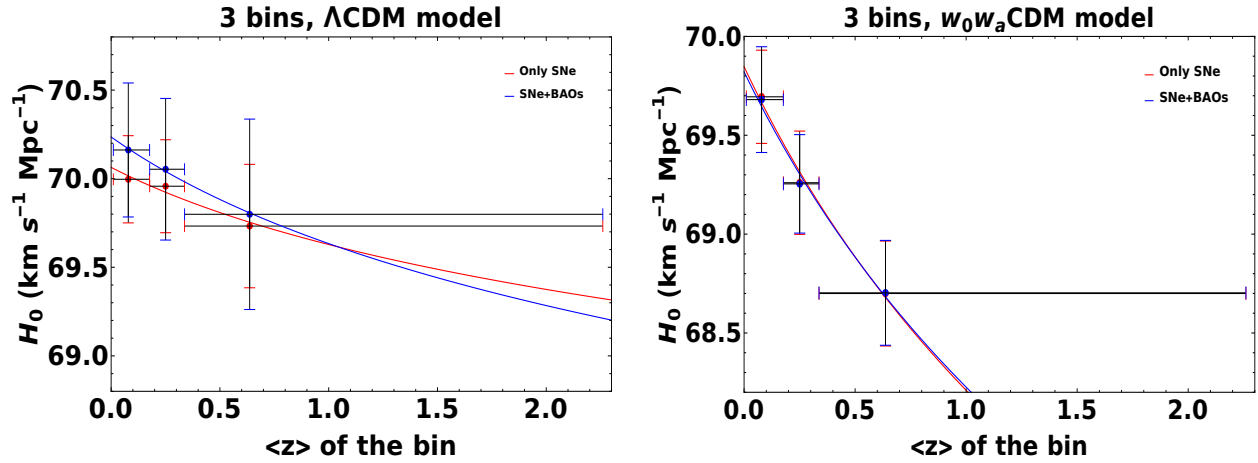 3 bins, ΛCDM model
H₀ (km s⁻¹ Mpc⁻¹)
70.5
70.0
69.5
69.0
Only SNe
SNe+BAOs
0.0 0.5 1.0 1.5 2.0
<z> of the bin
3 bins, w₀wₐCDM model
H₀ (km s⁻¹ Mpc⁻¹)
70.0
69.5
69.0
68.5
Only SNe
SNe+BAOs
0.0 0.5 1.0 1.5 2.0
<z> of the bin